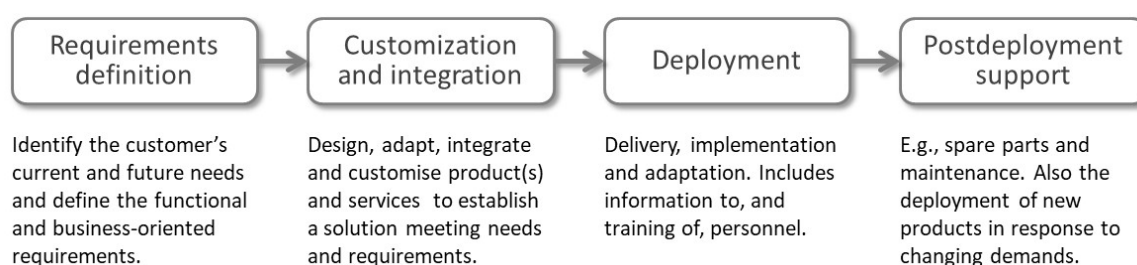 Requirements
definition
Customization
and integration
Deployment
Postdeployment
support
Identify the customer's
current and future needs
and define the functional
and business-oriented
requirements.
Design, adapt, integrate
and customise product(s)
and services to establish
a solution meeting needs
and requirements.
Delivery, implementation
and adaptation. Includes
information to, and
training of, personnel.
E.g., spare parts and
maintenance. Also the
deployment of new
products in response to
changing demands.